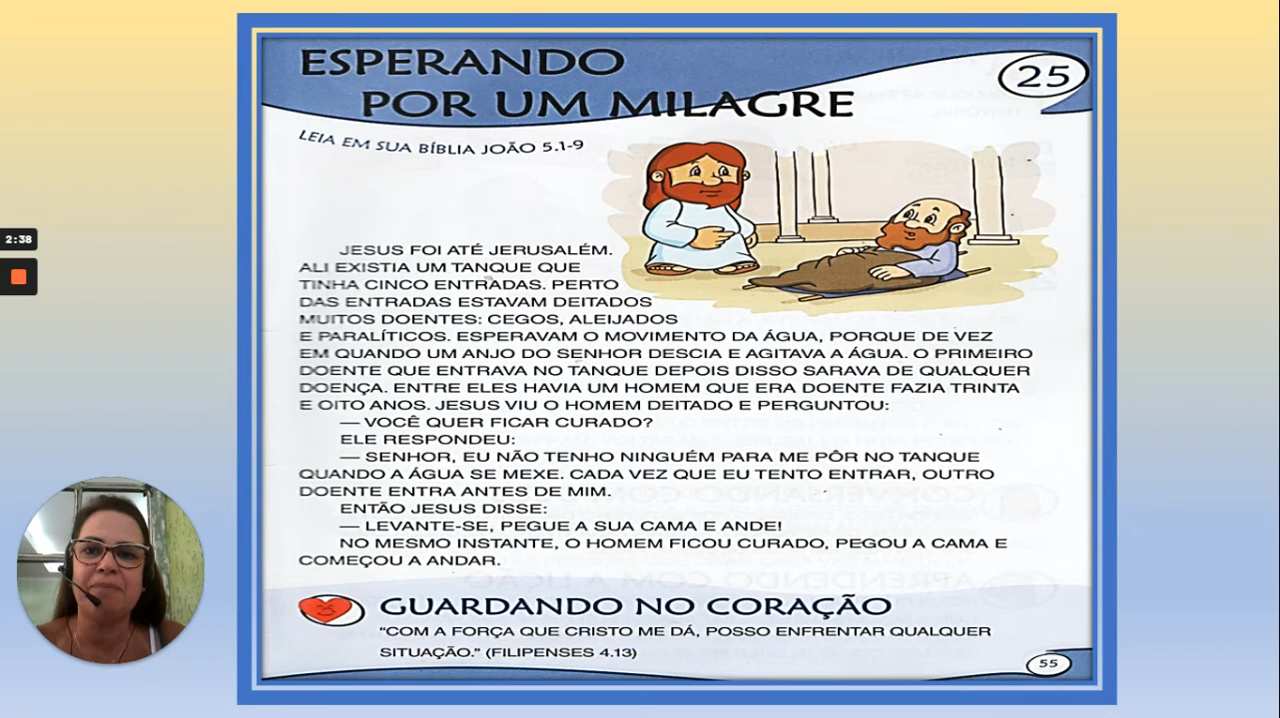 ESPERANDO
POR UM MILAGRE
25
LEIA EM SUA BÍBLIA JOÃO 5.1-9
JESUS FOI ATÉ JERUSALÉM.
ALI EXISTIA UM TANQUE QUE
TINHA CINCO ENTRADAS. PERTO
DAS ENTRADAS ESTAVAM DEITADOS
MUITOS DOENTES: CEGOS, ALEIJADOS
E PARALÍTICOS. ESPERAVAM O MOVIMENTO DA ÁGUA, PORQUE DE VEZ
EM QUANDO UM ANJO DO SENHOR DESCIA E AGITAVA A ÁGUA. O PRIMEIRO
DOENTE QUE ENTRAVA NO TANQUE DEPOIS DISSO SARAVA DE QUALQUER
DOENÇA. ENTRE ELES HAVIA UM HOMEM QUE ERA DOENTE FAZIA TRINTA
E OITO ANOS. JESUS VIU O HOMEM DEITADO E PERGUNTOU:
— VOCÊ QUER FICAR CURADO?
ELE RESPONDEU:
— SENHOR, EU NÃO TENHO NINGUÉM PARA ME PÔR NO TANQUE
QUANDO A ÁGUA SE MEXE. CADA VEZ QUE EU TENTO ENTRAR, OUTRO
DOENTE ENTRA ANTES DE MIM.
ENTÃO JESUS DISSE:
— LEVANTE-SE, PEGUE A SUA CAMA E ANDE!
NO MESMO INSTANTE, O HOMEM FICOU CURADO, PEGOU A CAMA E
COMEÇOU A ANDAR.
GUARDANDO NO CORAÇÃO
“COM A FORÇA QUE CRISTO ME DÁ, POSSO ENFRENTAR QUALQUER
SITUAÇÃO.” (FILIPENSES 4.13)
55
2:38